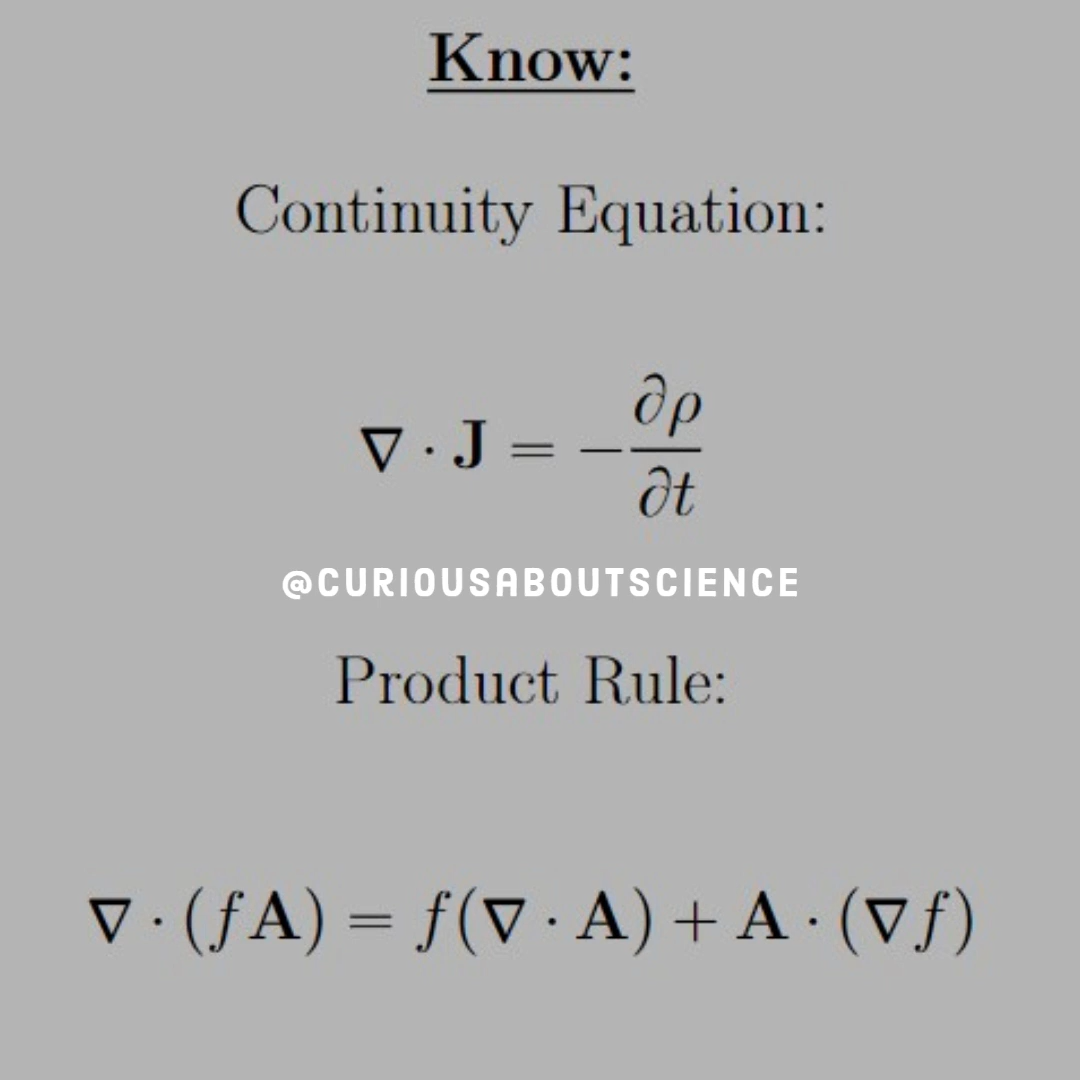 Know:
Continuity Equation:
∇ · J = −∂ρ/∂t
@CURIOUSABOUTSCIENCE
Product Rule:
∇ · (fA) = f(∇ · A) + A · (∇f)